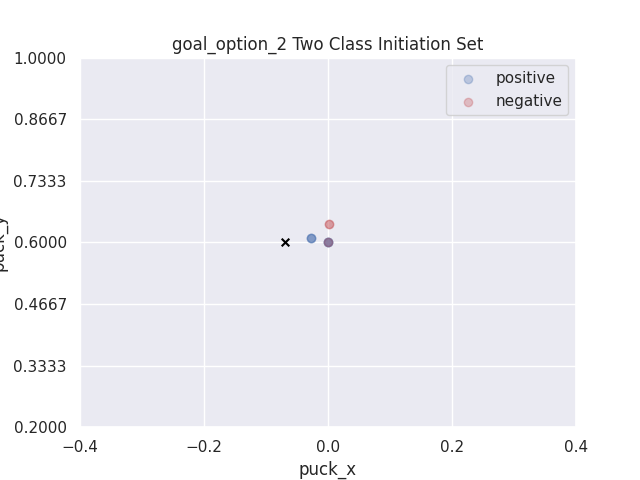 goal_option_2 Two Class Initiation Set
positive
negative
1.0000
0.8667
0.7333
0.6000
0.4667
0.3333
0.2000
puck_y
−0.4
−0.2
0.0
0.2
0.4
puck_x